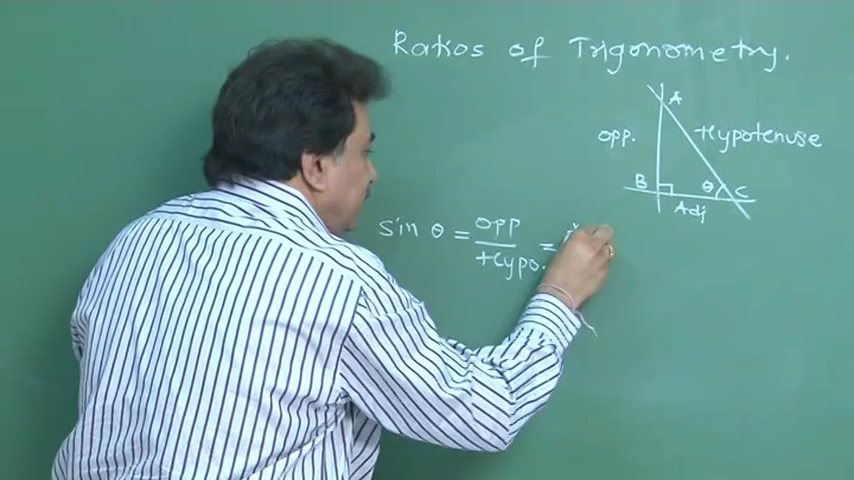 Ratios of Trigonometry.
A
opp.
Hypotenuse
B
θ
C
Adj
sin θ = opp / Hypo. =